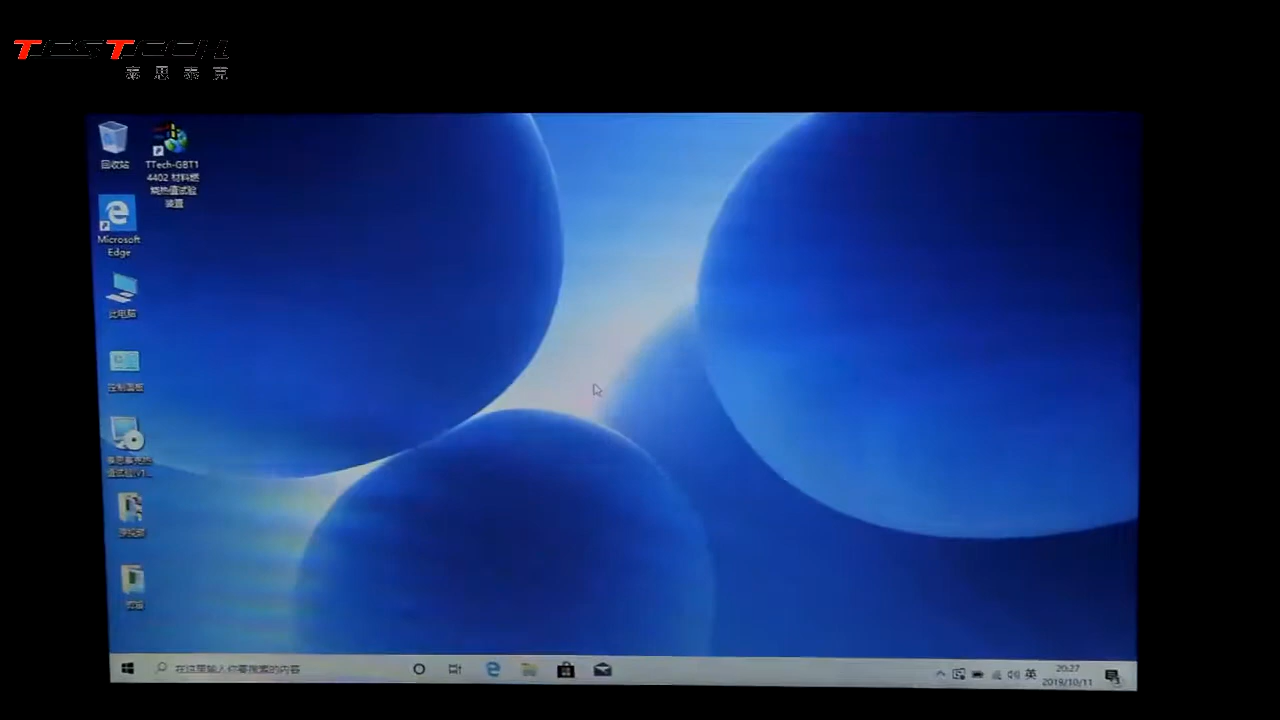 TESTECH
泰思泰克
回收站
TTech-GBT1
4402 材料燃
烧热值试验
装置
Microsoft
Edge
此电脑
控制面板
在这里输入你要搜索的内容
英
20:27
2019/10/11